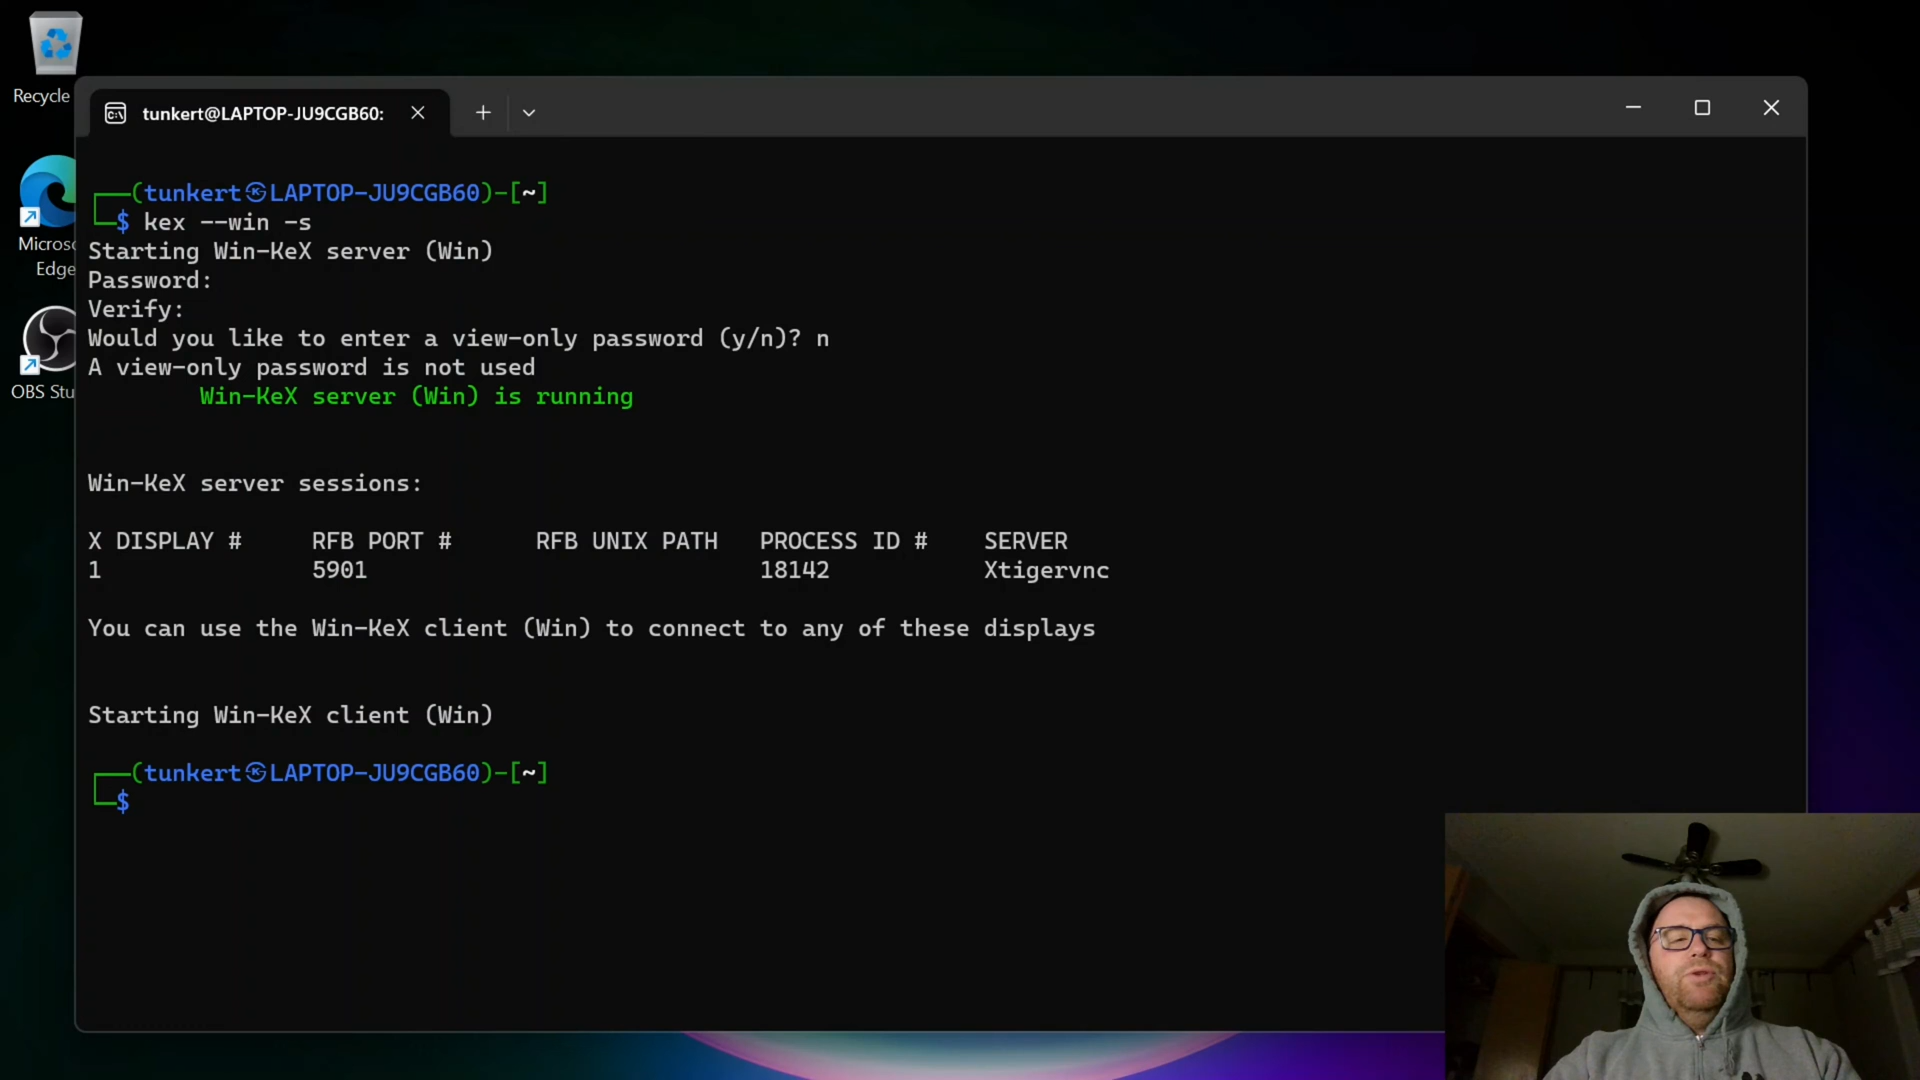 Recycle
Microso
Edge
OBS Stu
tunkert@LAPTOP-JU9CGB60:
(tunkert㉿LAPTOP-JU9CGB60)-[~]
$ kex --win -s
Starting Win-KeX server (Win)
Password:
Verify:
Would you like to enter a view-only password (y/n)? n
A view-only password is not used
Win-KeX server (Win) is running
Win-KeX server sessions:
X DISPLAY # RFB PORT # RFB UNIX PATH PROCESS ID # SERVER
1 5901 18142 Xtigervnc
You can use the Win-KeX client (Win) to connect to any of these displays
Starting Win-KeX client (Win)
(tunkert㉿LAPTOP-JU9CGB60)-[~]
$